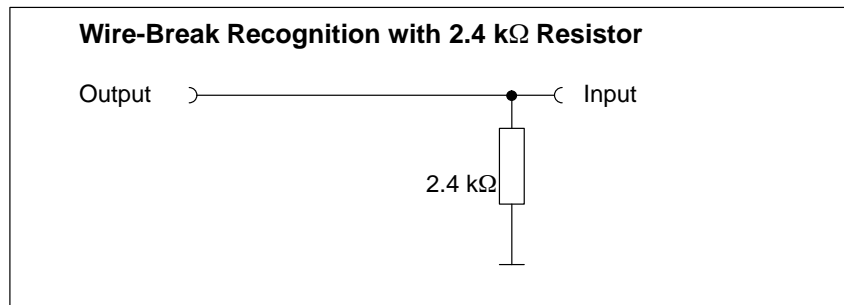 Wire-Break Recognition with 2.4 kΩ Resistor
Output Input
2.4 kΩ